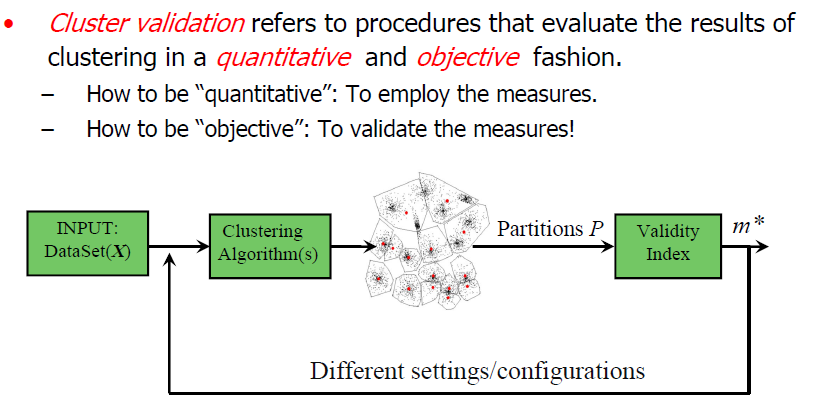 • Cluster validation refers to procedures that evaluate the results of
clustering in a quantitative and objective fashion.
– How to be “quantitative”: To employ the measures.
– How to be “objective”: To validate the measures!
INPUT:
DataSet(X)
Clustering
Algorithm(s)
Partitions P
Validity
Index
m*
Different settings/configurations